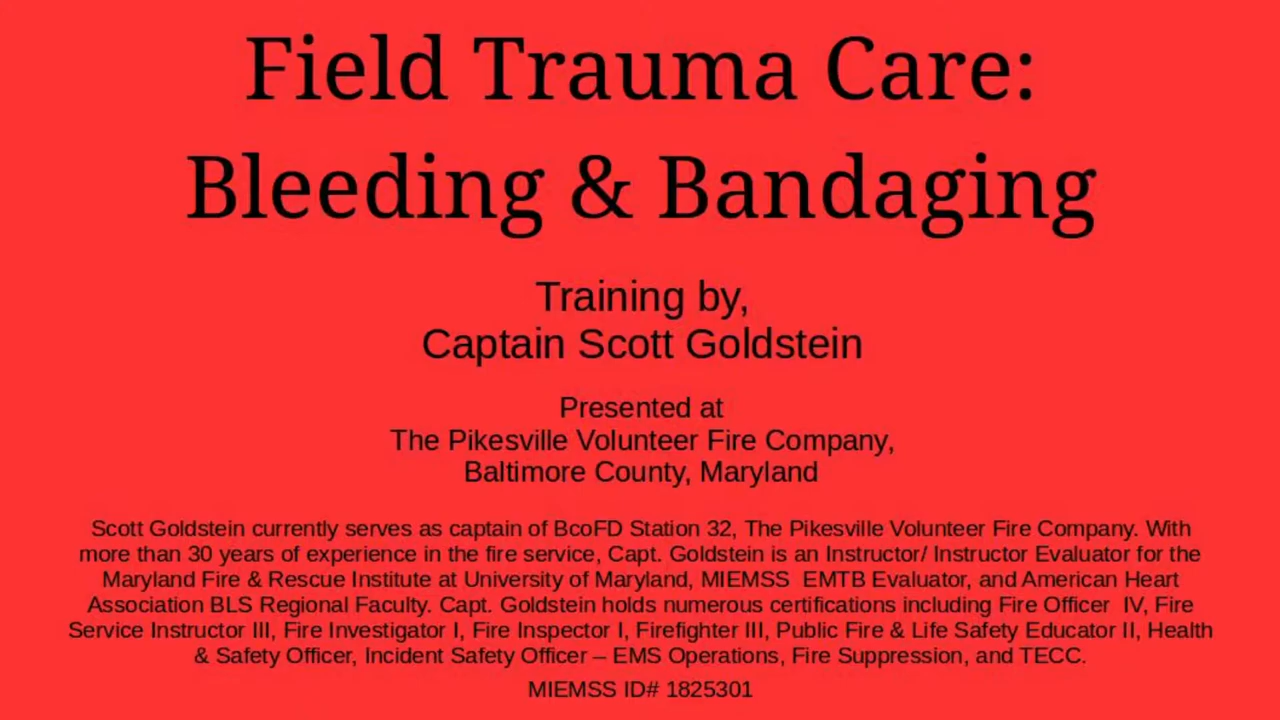 Field Trauma Care:
Bleeding & Bandaging
Training by,
Captain Scott Goldstein
Presented at
The Pikesville Volunteer Fire Company,
Baltimore County, Maryland
Scott Goldstein currently serves as captain of BcoFD Station 32, The Pikesville Volunteer Fire Company. With
more than 30 years of experience in the fire service, Capt. Goldstein is an Instructor/ Instructor Evaluator for the
Maryland Fire & Rescue Institute at University of Maryland, MIEMSS  EMTB Evaluator, and American Heart
Association BLS Regional Faculty. Capt. Goldstein holds numerous certifications including Fire Officer  IV, Fire
Service Instructor III, Fire Investigator I, Fire Inspector I, Firefighter III, Public Fire & Life Safety Educator II, Health
& Safety Officer, Incident Safety Officer – EMS Operations, Fire Suppression, and TECC.
MIEMSS ID# 1825301